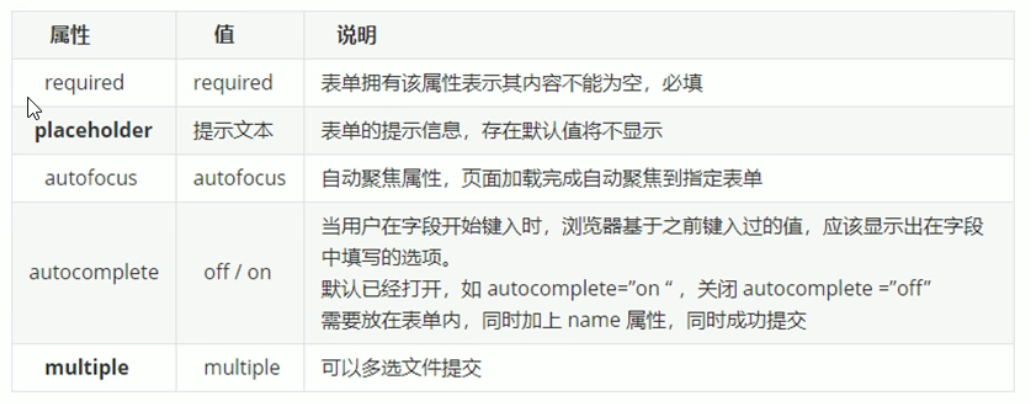 属性 值 说明
required required 表单拥有该属性表示其内容不能为空，必填
placeholder 提示文本 表单的提示信息，存在默认值将不显示
autofocus autofocus 自动聚焦属性，页面加载完成自动聚焦到指定表单
autocomplete off / on 当用户在字段开始键入时，浏览器基于之前键入过的值，应该显示出在字段
中填写的选项。
默认已经打开，如 autocomplete=”on “ ，关闭 autocomplete =”off”
需要放在表单内，同时加上 name 属性，同时成功提交
multiple multiple 可以多选文件提交